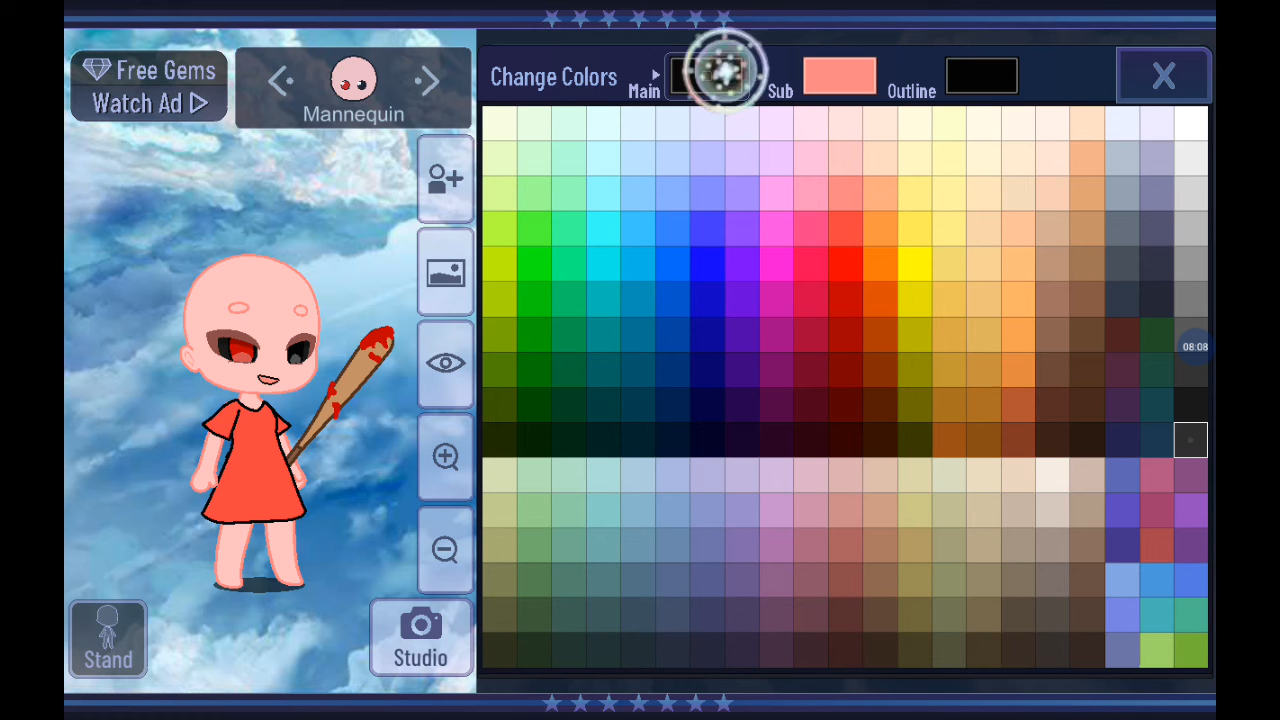 Free Gems
Watch Ad
Mannequin
Change Colors
Main
Sub
Outline
X
08:08
Stand
Studio